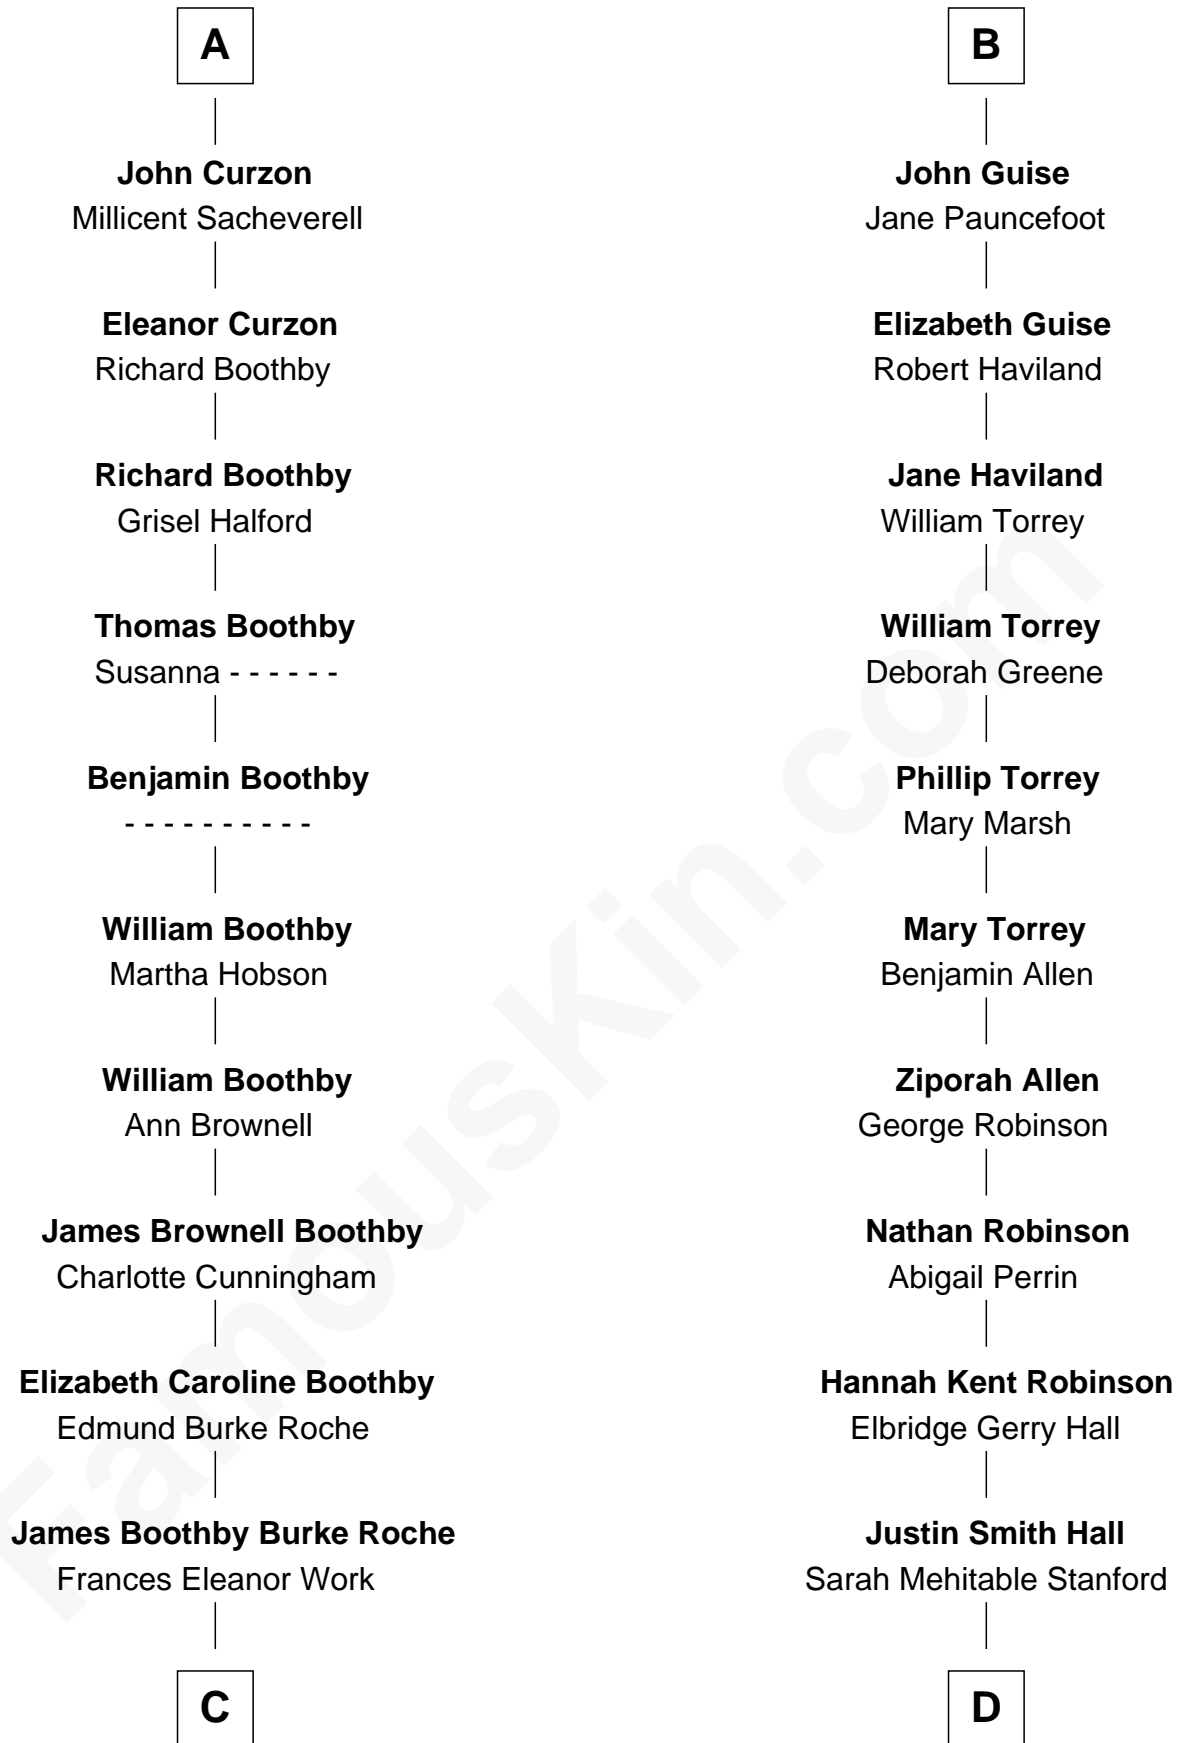 A
John Curzon
Millicent Sacheverell
Eleanor Curzon
Richard Boothby
Richard Boothby
Grisel Halford
Thomas Boothby
Susanna - - - - - -
Benjamin Boothby
- - - - - - - - - -
William Boothby
Martha Hobson
William Boothby
Ann Brownell
James Brownell Boothby
Charlotte Cunningham
Elizabeth Caroline Boothby
Edmund Burke Roche
James Boothby Burke Roche
Frances Eleanor Work
C
B
John Guise
Jane Pauncefoot
Elizabeth Guise
Robert Haviland
Jane Haviland
William Torrey
William Torrey
Deborah Greene
Phillip Torrey
Mary Marsh
Mary Torrey
Benjamin Allen
Ziporah Allen
George Robinson
Nathan Robinson
Abigail Perrin
Hannah Kent Robinson
Elbridge Gerry Hall
Justin Smith Hall
Sarah Mehitable Stanford
D
FamousKin.com